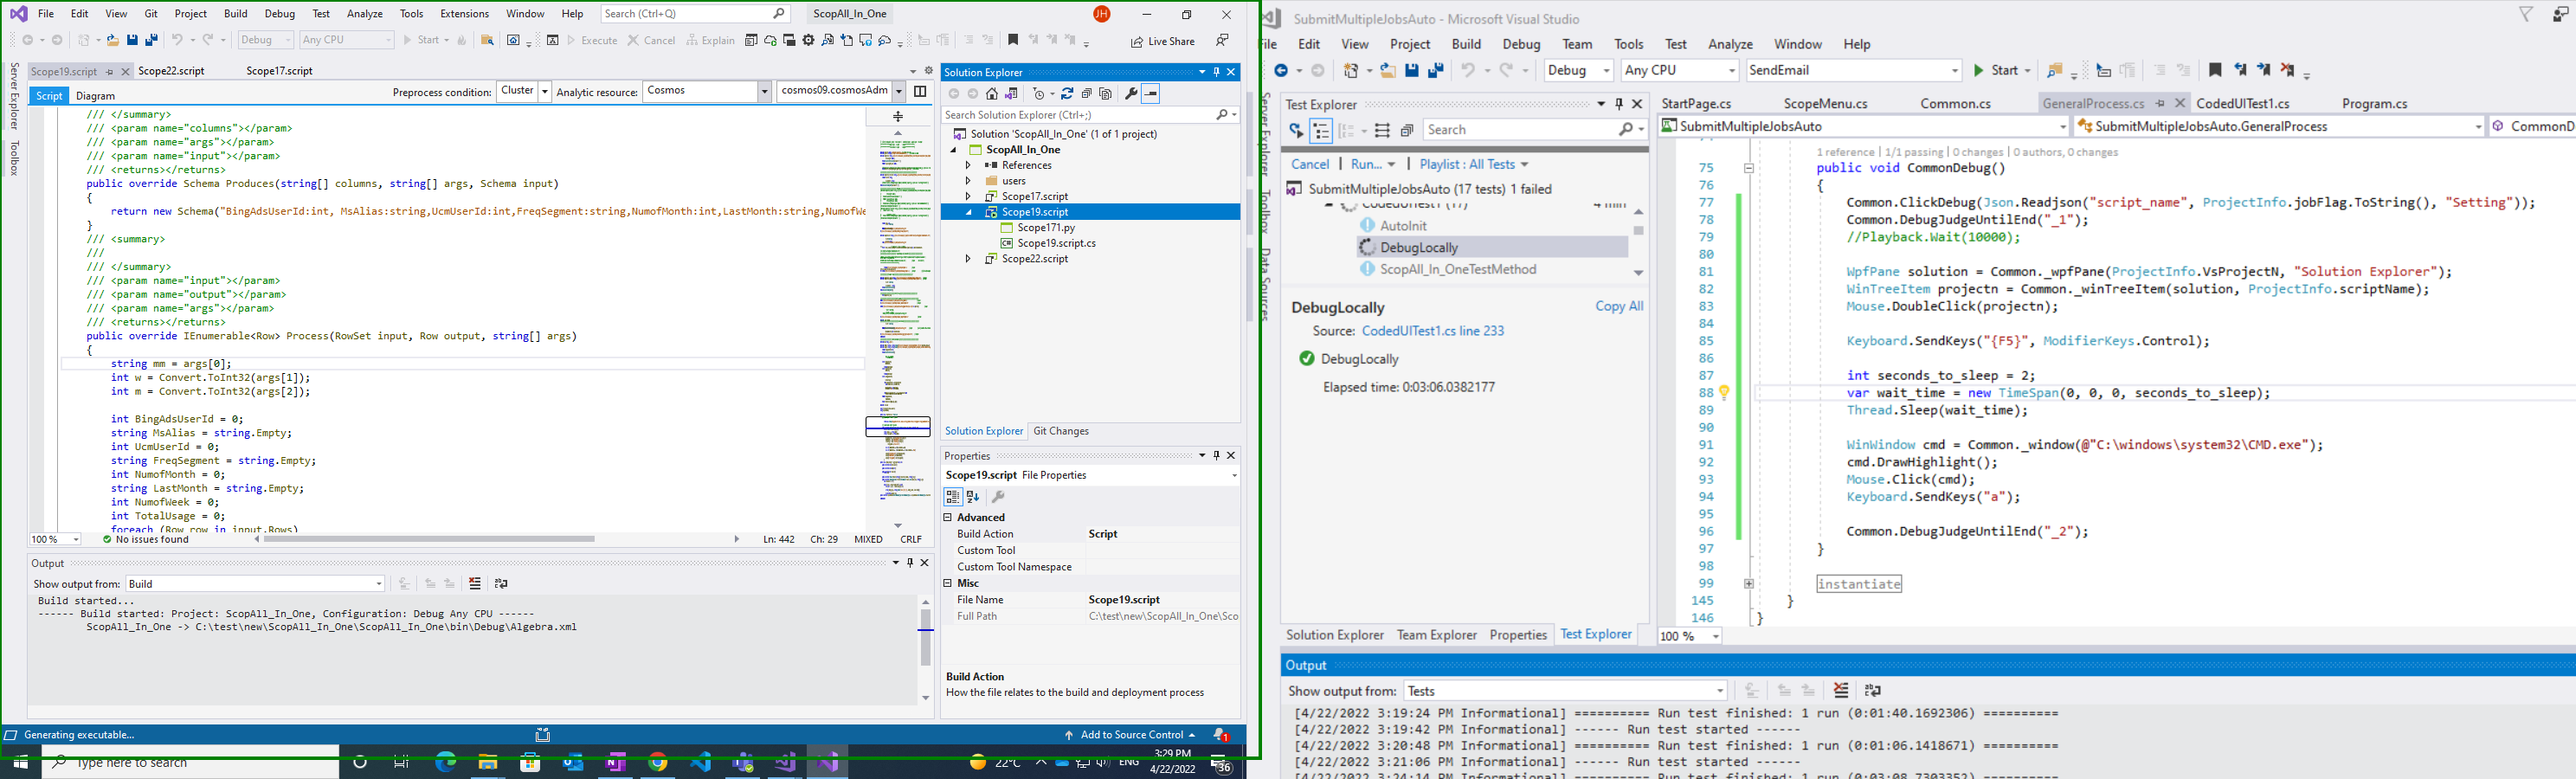 File Edit View Git Project Build Debug Test Analyze Tools Extensions Window Help Search (Ctrl+Q) ScopAll_In_One JH
Debug Any CPU Start Execute Cancel Explain Live Share
Server Explorer
Toolbox
Scope19.script Scope22.script Scope17.script
Script Diagram Preprocess condition: Cluster Analytic resource: Cosmos cosmos09.cosmosAdm
/// </summary>
/// <param name="columns"></param>
/// <param name="args"></param>
/// <param name="input"></param>
/// <returns></returns>
public override Schema Produces(string[] columns, string[] args, Schema input)
{
return new Schema("BingAdsUserId:int, MsAlias:string,UcmUserId:int,FreqSegment:string,NumofMonth:int,LastMonth:string,NumofWe
}
/// <summary>
///
/// </summary>
/// <param name="input"></param>
/// <param name="output"></param>
/// <param name="args"></param>
/// <returns></returns>
public override IEnumerable<Row> Process(RowSet input, Row output, string[] args)
{
string mm = args[0];
int w = Convert.ToInt32(args[1]);
int m = Convert.ToInt32(args[2]);
int BingAdsUserId = 0;
string MsAlias = string.Empty;
int UcmUserId = 0;
string FreqSegment = string.Empty;
int NumofMonth = 0;
string LastMonth = string.Empty;
int NumofWeek = 0;
int TotalUsage = 0;
foreach (Row row in input.Rows)
100 % No issues found Ln: 442 Ch: 29 MIXED CRLF
Output
Show output from: Build
Build started...
------ Build started: Project: ScopAll_In_One, Configuration: Debug Any CPU ------
ScopAll_In_One -> C:\test\new\ScopAll_In_One\ScopAll_In_One\bin\Debug\Algebra.xml
Solution Explorer
Search Solution Explorer (Ctrl+;)
Solution 'ScopAll_In_One' (1 of 1 project)
ScopAll_In_One
References
users
Scope17.script
Scope19.script
Scope171.py
C# Scope19.script.cs
Scope22.script
Solution Explorer Git Changes
Properties
Scope19.script File Properties
Advanced
Build Action Script
Custom Tool
Custom Tool Namespace
Misc
File Name Scope19.script
Full Path C:\test\new\ScopAll_In_One\Sco
Build Action
How the file relates to the build and deployment process
Generating executable... Add to Source Control 1
Type here to search 22°C ENG 3:29 PM 4/22/2022 36
SubmitMultipleJobsAuto - Microsoft Visual Studio
File Edit View Project Build Debug Team Tools Test Analyze Window Help
Debug Any CPU SendEmail Start
Server Explorer
Toolbox
Data Sources
Test Explorer
Search
Cancel Run... Playlist : All Tests
SubmitMultipleJobsAuto (17 tests) 1 failed
CodedUITest1 (17) 4 min
AutoInit
DebugLocally
ScopAll_In_OneTestMethod
DebugLocally Copy All
Source: CodedUITest1.cs line 233
DebugLocally
Elapsed time: 0:03:06.0382177
Solution Explorer Team Explorer Properties Test Explorer
StartPage.cs ScopeMenu.cs Common.cs GeneralProcess.cs CodedUITest1.cs Program.cs
SubmitMultipleJobsAuto SubmitMultipleJobsAuto.GeneralProcess CommonD
1 reference | 1/1 passing | 0 changes | 0 authors, 0 changes
75 public void CommonDebug()
76 {
77 Common.ClickDebug(Json.Readjson("script_name", ProjectInfo.jobFlag.ToString(), "Setting"));
78 Common.DebugJudgeUntilEnd("_1");
79 //Playback.Wait(10000);
80
81 WpfPane solution = Common._wpfPane(ProjectInfo.VsProjectN, "Solution Explorer");
82 WinTreeItem projectn = Common._winTreeItem(solution, ProjectInfo.scriptName);
83 Mouse.DoubleClick(projectn);
84
85 Keyboard.SendKeys("{F5}", ModifierKeys.Control);
86
87 int seconds_to_sleep = 2;
88 var wait_time = new TimeSpan(0, 0, 0, seconds_to_sleep);
89 Thread.Sleep(wait_time);
90
91 WinWindow cmd = Common._window(@"C:\windows\system32\CMD.exe");
92 cmd.DrawHighlight();
93 Mouse.Click(cmd);
94 Keyboard.SendKeys("a");
95
96 Common.DebugJudgeUntilEnd("_2");
97 }
98
99 instantiate
145 }
146 }
100 %
Output
Show output from: Tests
[4/22/2022 3:19:24 PM Informational] ========== Run test finished: 1 run (0:01:40.1692306) ==========
[4/22/2022 3:19:42 PM Informational] ------ Run test started ------
[4/22/2022 3:20:48 PM Informational] ========== Run test finished: 1 run (0:01:06.1418671) ==========
[4/22/2022 3:21:06 PM Informational] ------ Run test started ------
[4/22/2022 3:24:14 PM Informational] ========== Run test finished: 1 run (0:03:08.7303352) ==========